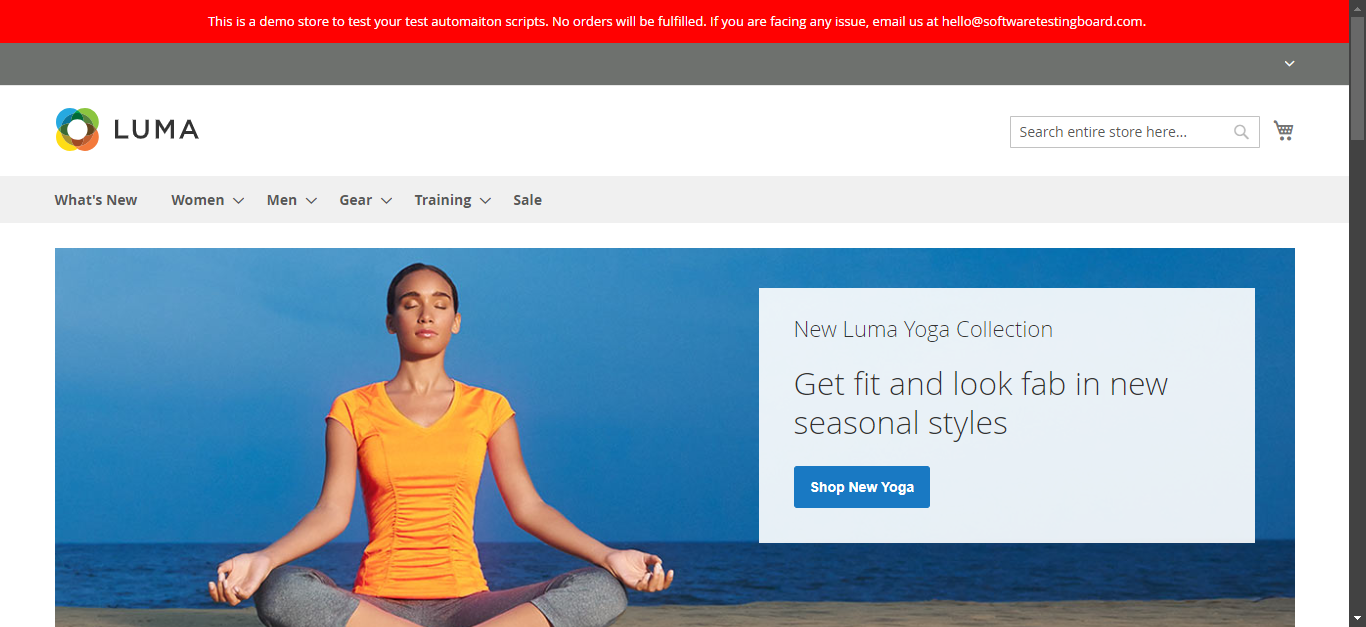 This is a demo store to test your test automaiton scripts. No orders will be fulfilled. If you are facing any issue, email us at hello@softwaretestingboard.com.
LUMA
Search entire store here...
What's New Women Men Gear Training Sale
New Luma Yoga Collection
Get fit and look fab in new
seasonal styles
Shop New Yoga